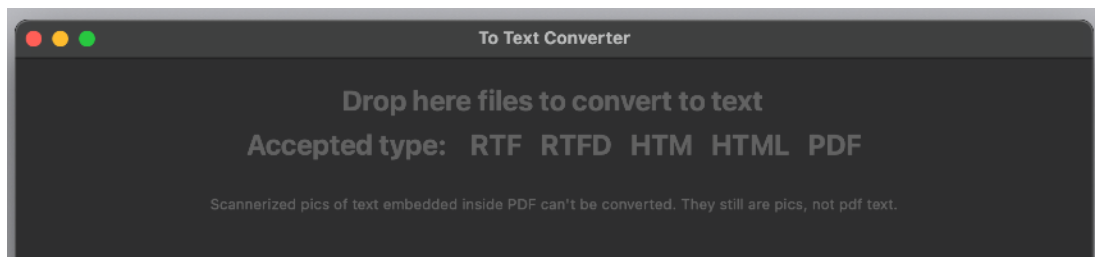 To Text Converter
Drop here files to convert to text
Accepted type: RTF RTFD HTM HTML PDF
Scannerized pics of text embedded inside PDF can't be converted. They still are pics, not pdf text.